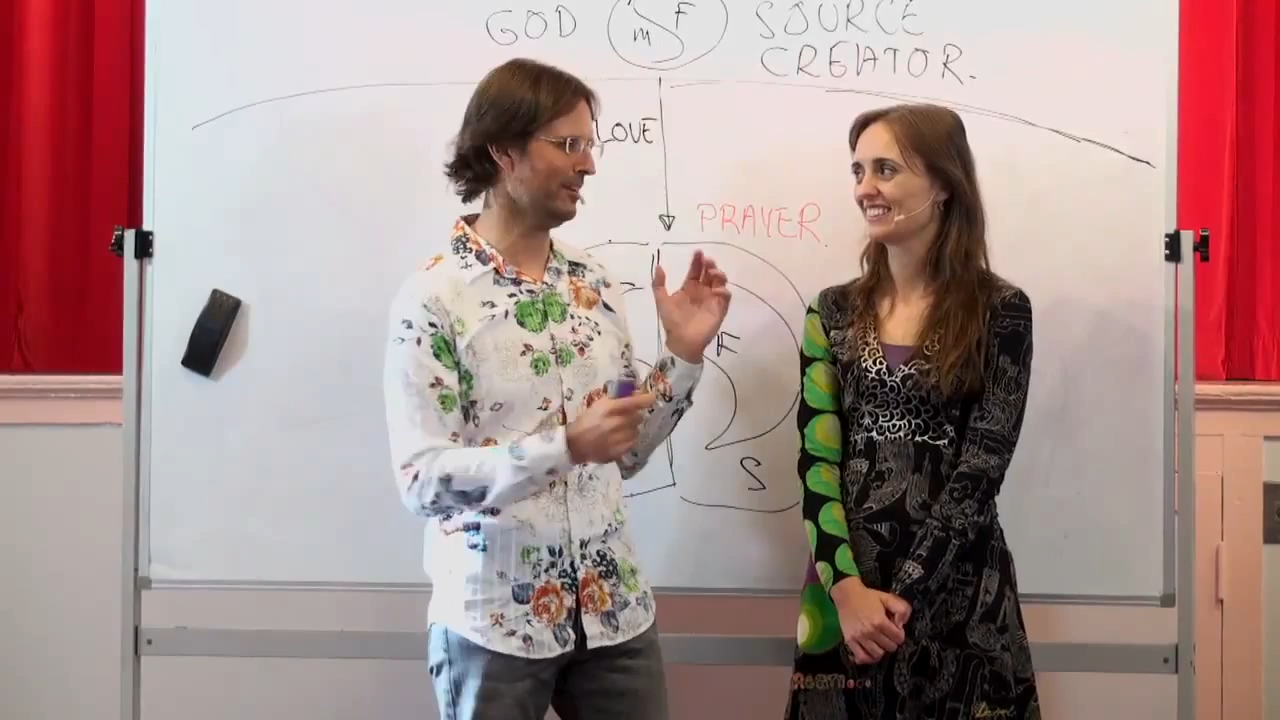 GOD M F SOURCE
CREATOR.
LOVE
PRAYER.
F
S